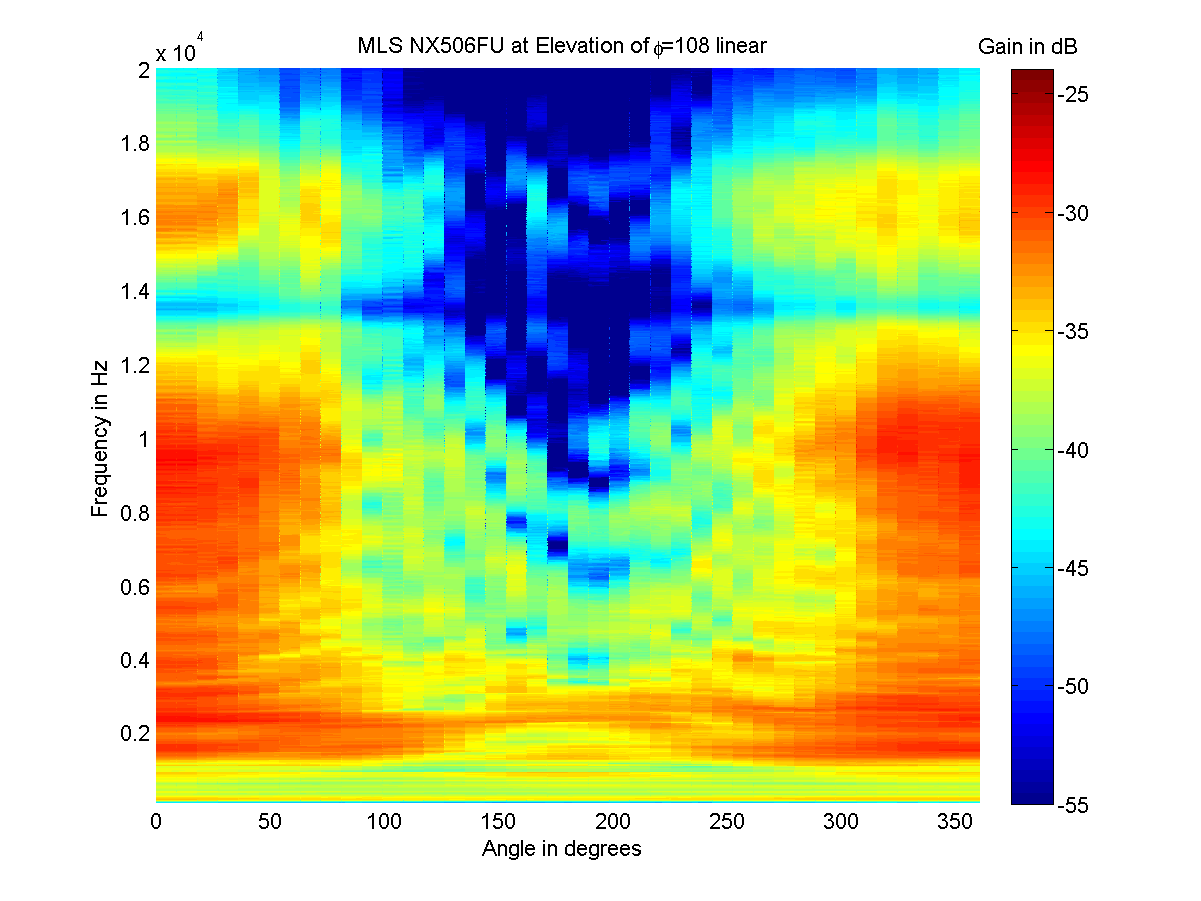 MLS NX506FU at Elevation of ϕ=108 linear
x 10^4
Gain in dB
2
1.8
1.6
1.4
1.2
1
0.8
0.6
0.4
0.2
Frequency in Hz
0 50 100 150 200 250 300 350
Angle in degrees
-25
-30
-35
-40
-45
-50
-55